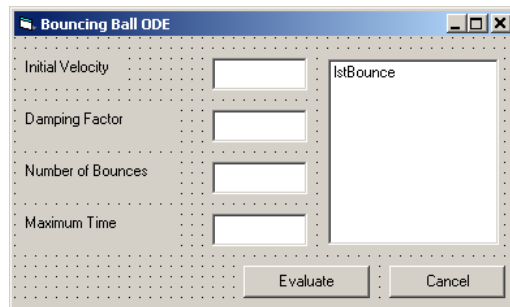 Bouncing Ball ODE
Initial Velocity
lstBounce
Damping Factor
Number of Bounces
Maximum Time
Evaluate
Cancel